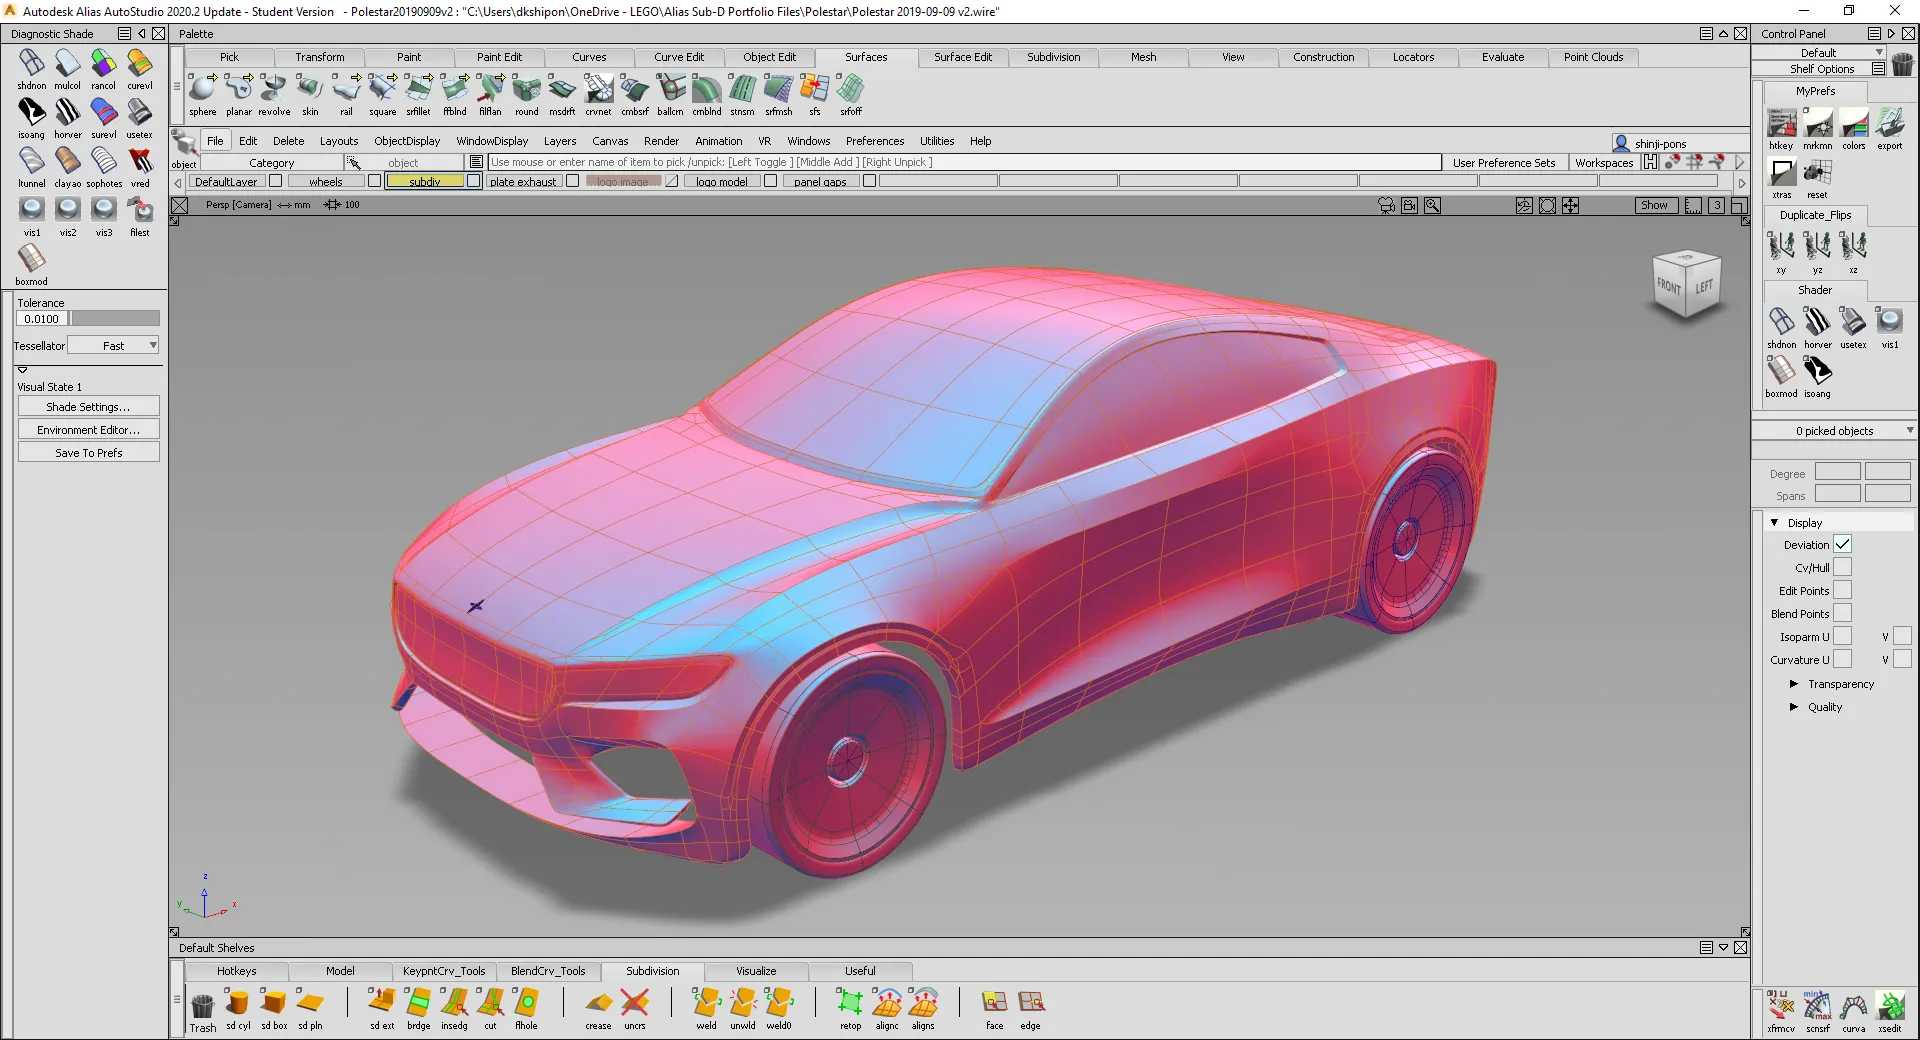 Autodesk Alias AutoStudio 2020.2 Update - Student Version - Polestar20190909v2 : "C:\Users\dkshipon\OneDrive - LEGO\Alias Sub-D Portfolio Files\Polestar\Polestar 2019-09-09 v2.wire"
Diagnostic Shade
Palette
Control Panel
Pick Transform Paint Paint Edit Curves Curve Edit Object Edit Surfaces Surface Edit Subdivision Mesh View Construction Locators Evaluate Point Clouds
Default
Shelf Options
shdnon mulcol rancol curevl
isoang horver surevl usetex
ltunnel clayao sophotes vred
vis1 vis2 vis3 filest
boxmod
sphere planar revolve skin rail square srfillet ffblnd filflan round msdrft crvnet cmbsrf ballcrn crnblnd stnsrn srfmsh sfs srfoff
File Edit Delete Layouts ObjectDisplay WindowDisplay Layers Canvas Render Animation VR Windows Preferences Utilities Help
shinji-pons
object
Category
object
Use mouse or enter name of item to pick /unpick: [Left Toggle ] [Middle Add ] [Right Unpick ]
User Preference Sets
Workspaces
DefaultLayer wheels subdiv plate exhaust logo image logo model panel gaps
Persp [Camera] mm 100
Show
3
FRONT
LEFT
MyPrefs
htkey mrkmn colors export
xtras reset
Duplicate_Flips
xy yz xz
Shader
shdnon horver usetex vis1
boxmod isoang
0 picked objects
Degree
Spans
Display
Deviation
Cv/Hull
Edit Points
Blend Points
Isoparm U V
Curvature U V
Transparency
Quality
Tolerance
0.0100
Tessellator Fast
Visual State 1
Shade Settings...
Environment Editor...
Save To Prefs
z
y
x
Default Shelves
Hotkeys Model KeypntCrv_Tools BlendCrv_Tools Subdivision Visualize Useful
Trash sd cyl sd box sd pln sd ext brdge insedg cut flhole crease uncrs weld unwld weld0 retop alignc aligns face edge
xfrmcv scnsrf curva xsedit